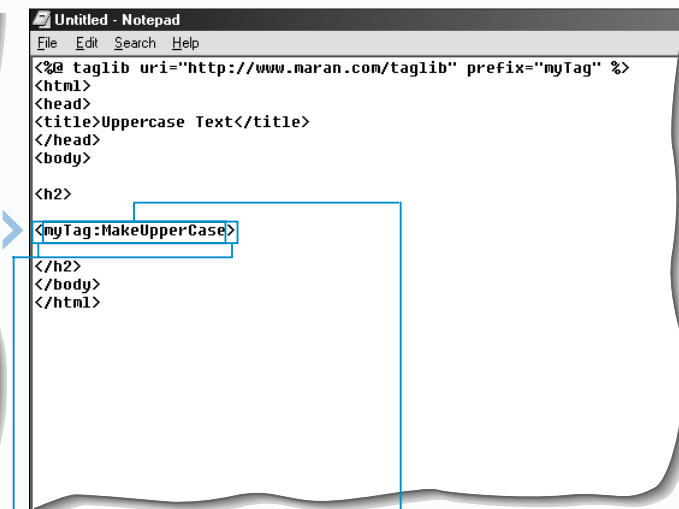 Untitled - Notepad
File Edit Search Help
<%@ taglib uri="http://www.maran.com/taglib" prefix="myTag" %>
<html>
<head>
<title>Uppercase Text</title>
</head>
<body>
<h2>
<myTag:MakeUpperCase>
</h2>
</body>
</html>